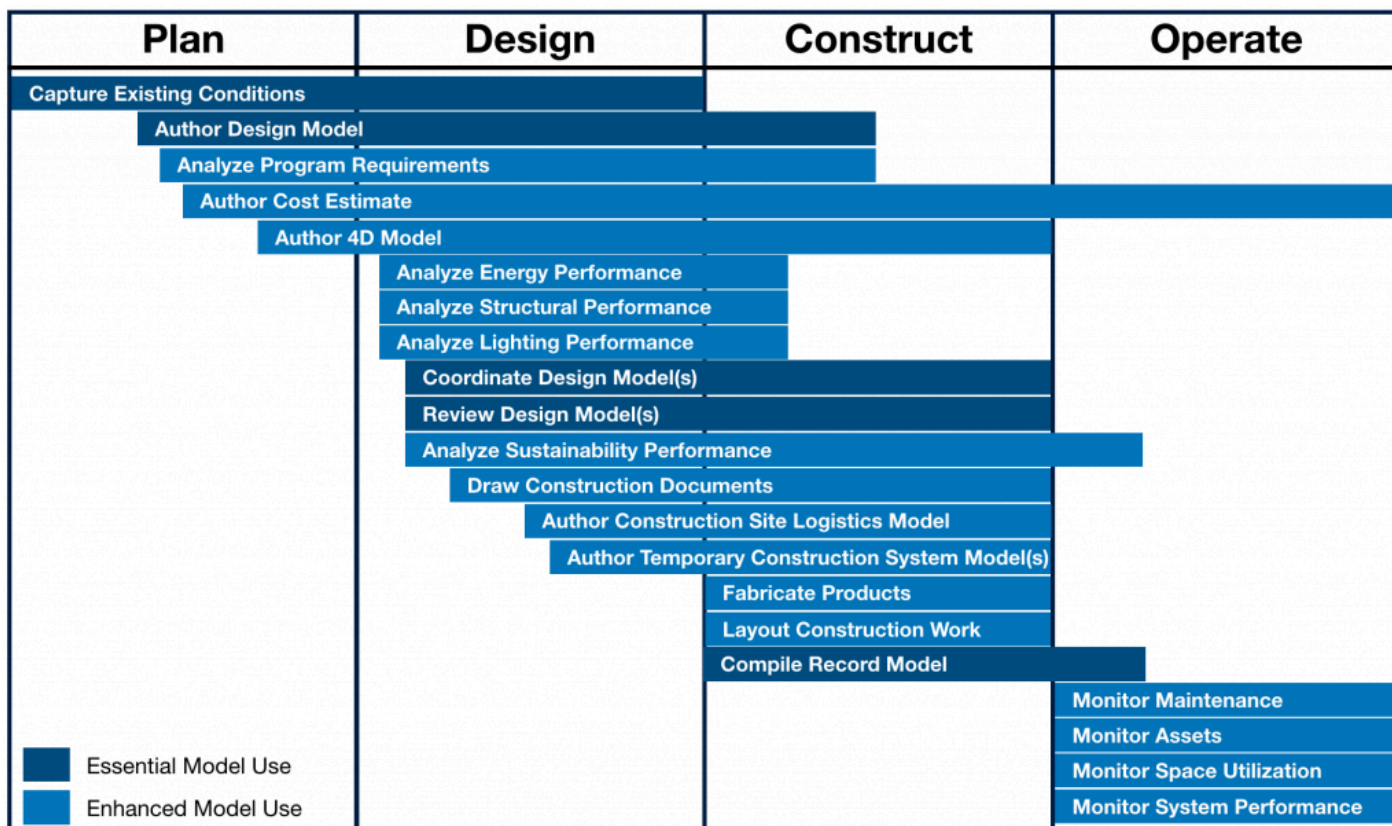 Plan Design Construct Operate
Capture Existing Conditions
Author Design Model
Analyze Program Requirements
Author Cost Estimate
Author 4D Model
Analyze Energy Performance
Analyze Structural Performance
Analyze Lighting Performance
Coordinate Design Model(s)
Review Design Model(s)
Analyze Sustainability Performance
Draw Construction Documents
Author Construction Site Logistics Model
Author Temporary Construction System Model(s)
Fabricate Products
Layout Construction Work
Compile Record Model
Monitor Maintenance
Monitor Assets
Monitor Space Utilization
Monitor System Performance
Essential Model Use
Enhanced Model Use